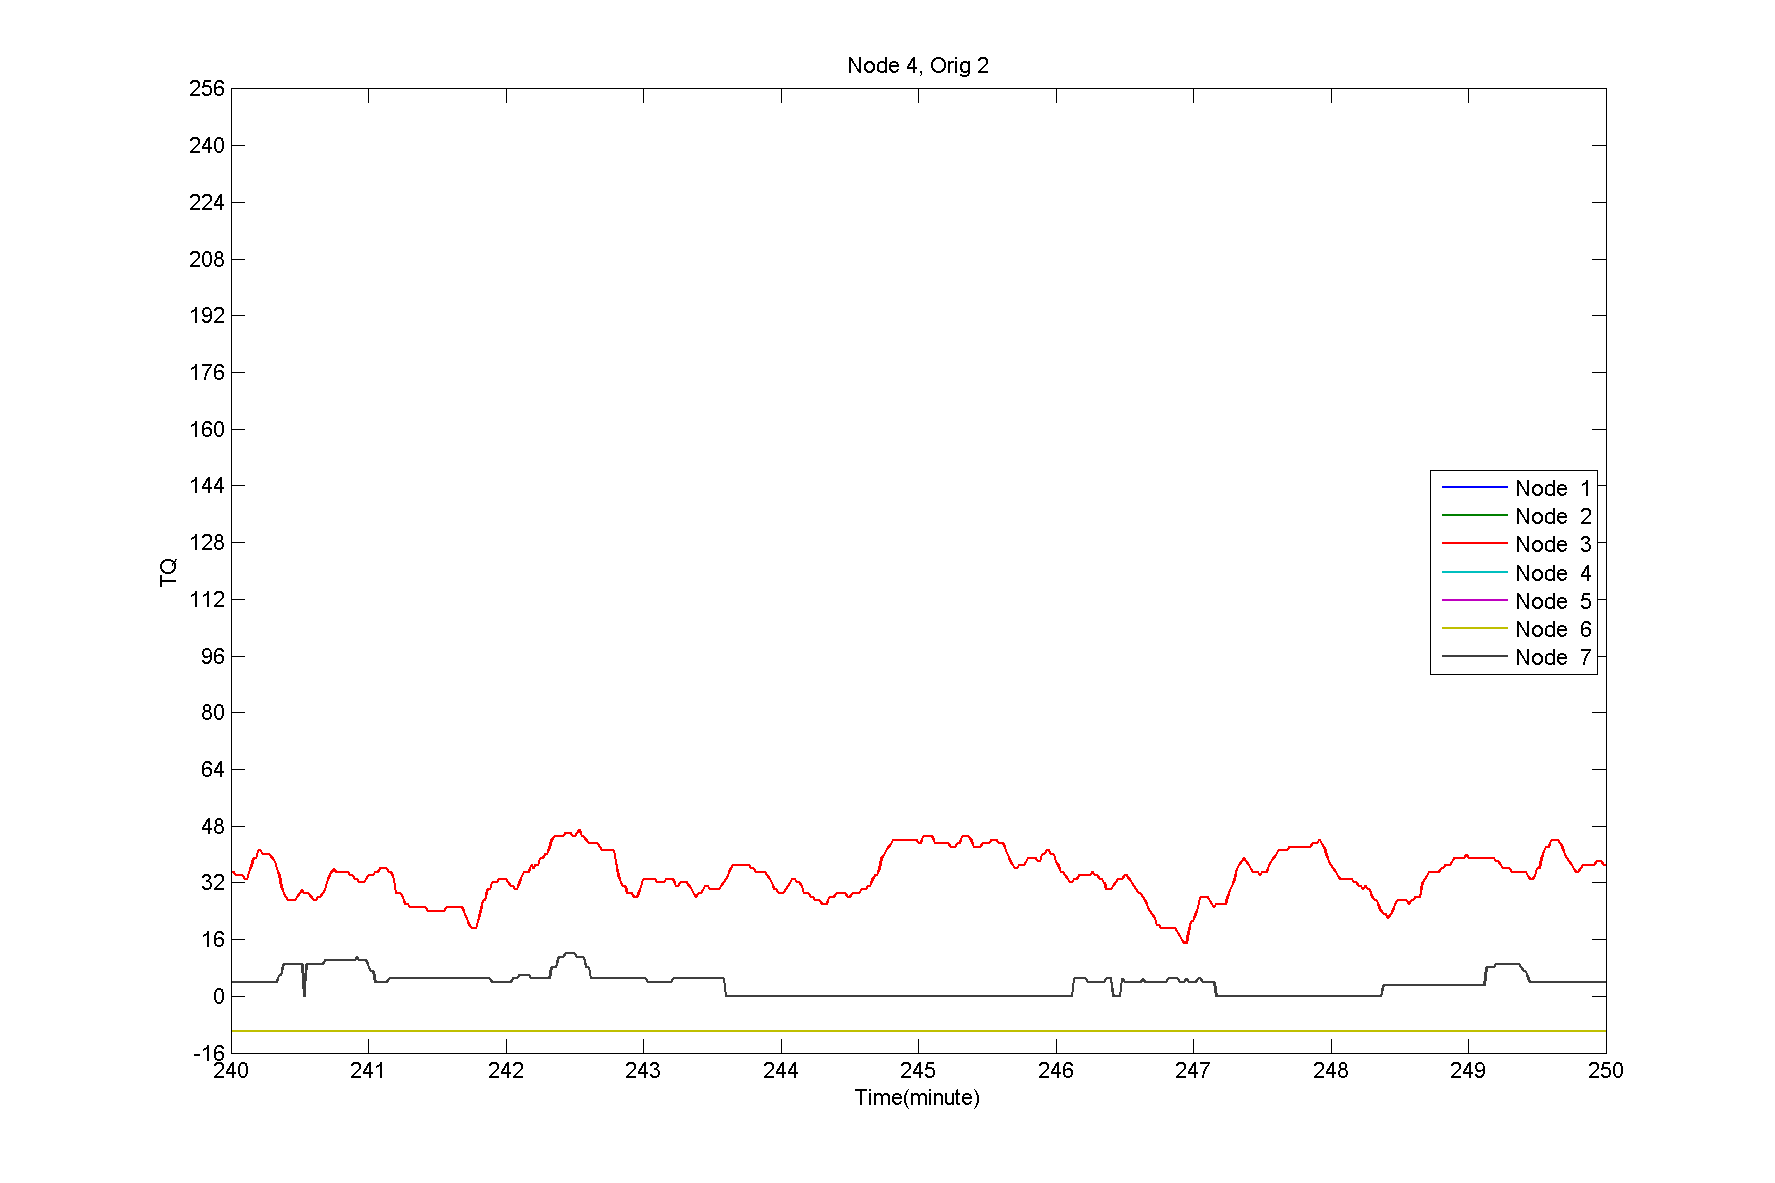 Node 4, Orig 2
256
240
224
208
192
176
160
144
128
112
96
80
64
48
32
16
0
-16
TQ
Node 1
Node 2
Node 3
Node 4
Node 5
Node 6
Node 7
240 241 242 243 244 245 246 247 248 249 250
Time(minute)